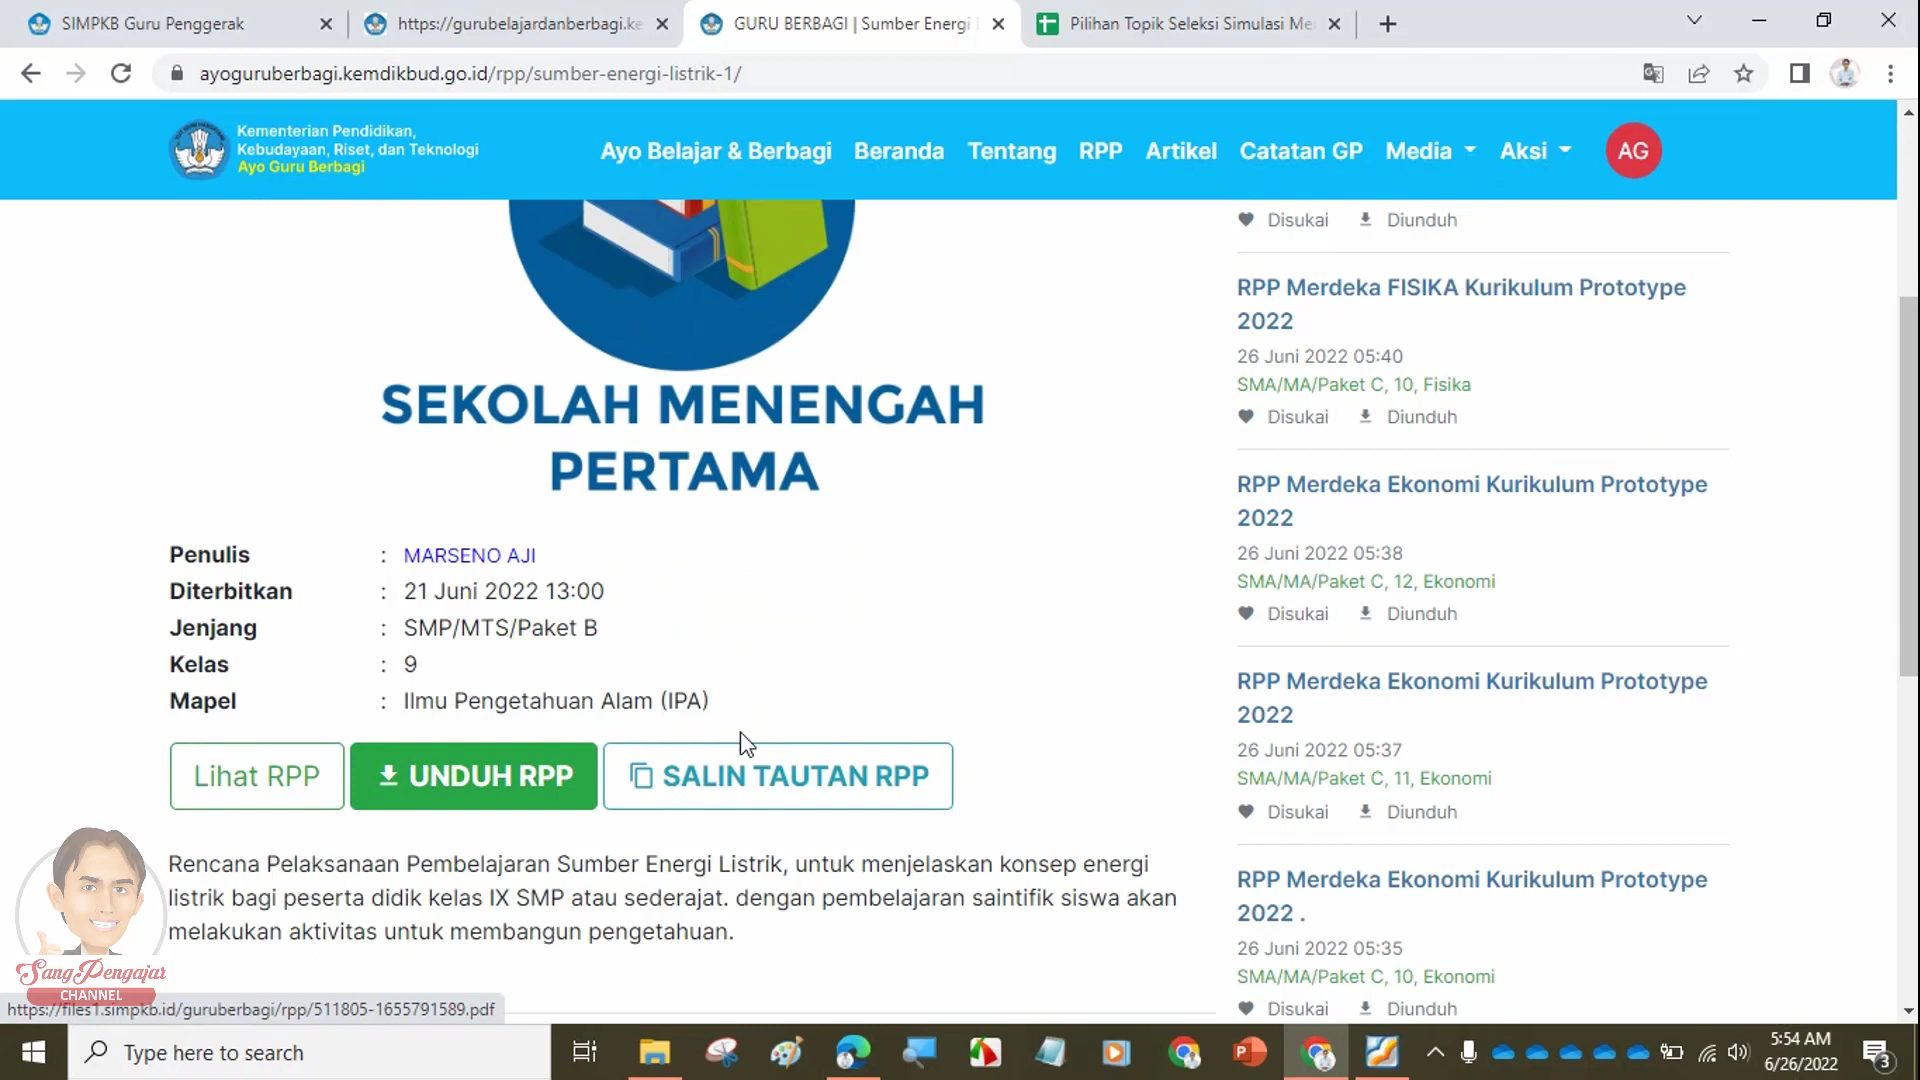 SIMPKB Guru Penggerak
https://gurubelajardanberbagi.ke
GURU BERBAGI | Sumber Energi
Pilihan Topik Seleksi Simulasi Me
ayoguruberbagi.kemdikbud.go.id/rpp/sumber-energi-listrik-1/
Kementerian Pendidikan,
Kebudayaan, Riset, dan Teknologi
Ayo Guru Berbagi
Ayo Belajar & Berbagi Beranda Tentang RPP Artikel Catatan GP Media Aksi AG
SEKOLAH MENENGAH
PERTAMA
Penulis : MARSENO AJI
Diterbitkan : 21 Juni 2022 13:00
Jenjang : SMP/MTS/Paket B
Kelas : 9
Mapel : Ilmu Pengetahuan Alam (IPA)
Lihat RPP UNDUH RPP SALIN TAUTAN RPP
Rencana Pelaksanaan Pembelajaran Sumber Energi Listrik, untuk menjelaskan konsep energi
listrik bagi peserta didik kelas IX SMP atau sederajat. dengan pembelajaran saintifik siswa akan
melakukan aktivitas untuk membangun pengetahuan.
Disukai Diunduh
RPP Merdeka FISIKA Kurikulum Prototype
2022
26 Juni 2022 05:40
SMA/MA/Paket C, 10, Fisika
Disukai Diunduh
RPP Merdeka Ekonomi Kurikulum Prototype
2022
26 Juni 2022 05:38
SMA/MA/Paket C, 12, Ekonomi
Disukai Diunduh
RPP Merdeka Ekonomi Kurikulum Prototype
2022
26 Juni 2022 05:37
SMA/MA/Paket C, 11, Ekonomi
Disukai Diunduh
RPP Merdeka Ekonomi Kurikulum Prototype
2022 .
26 Juni 2022 05:35
SMA/MA/Paket C, 10, Ekonomi
Disukai Diunduh
SangPengajar
CHANNEL
https://files1.simpkb.id/guruberbagi/rpp/511805-1655791589.pdf
Type here to search
5:54 AM
6/26/2022
3